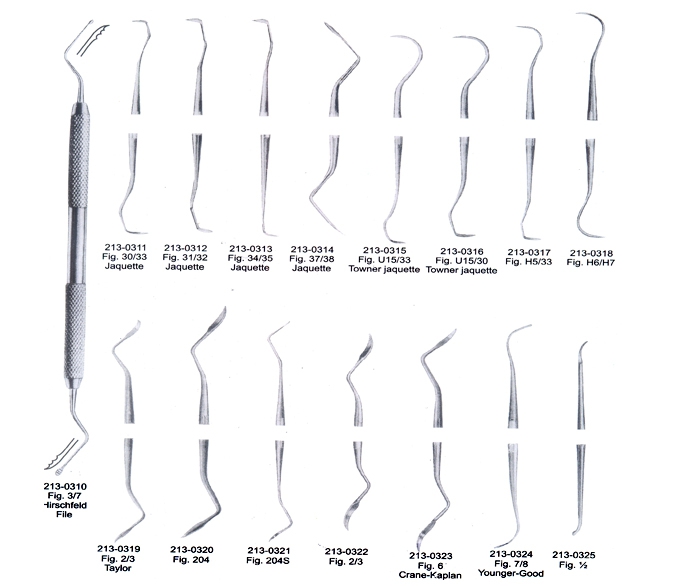 213-0311
Fig. 30/33
Jaquette
213-0312
Fig. 31/32
Jaquette
213-0313
Fig. 34/35
Jaquette
213-0314
Fig. 37/38
Jaquette
213-0315
Fig. U15/33
Towner jaquette
213-0316
Fig. U15/30
Towner jaquette
213-0317
Fig. H5/33
213-0318
Fig. H6/H7
213-0310
Fig. 3/7
Hirschfeld
File
213-0319
Fig. 2/3
Taylor
213-0320
Fig. 204
213-0321
Fig. 204S
213-0322
Fig. 2/3
213-0323
Fig. 6
Crane-Kaplan
213-0324
Fig. 7/8
Younger-Good
213-0325
Fig. ½